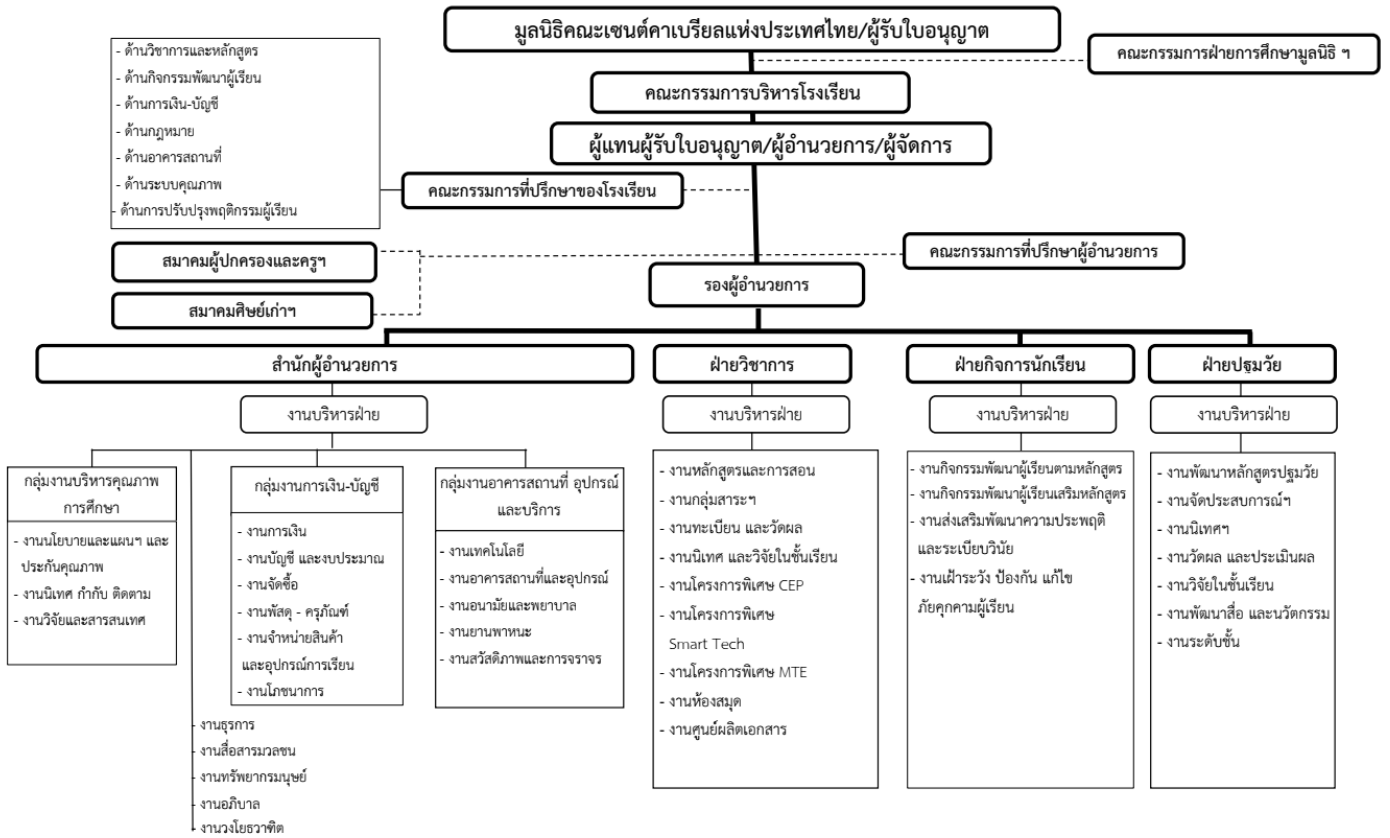 มูลนิธิคณะเซนต์คาเบรียลแห่งประเทศไทย/ผู้รับใบอนุญาต
คณะกรรมการฝ่ายการศึกษามูลนิธิ ฯ
คณะกรรมการบริหารโรงเรียน
ผู้แทนผู้รับใบอนุญาต/ผู้อำนวยการ/ผู้จัดการ
- ด้านวิชาการและหลักสูตร
- ด้านกิจกรรมพัฒนาผู้เรียน
- ด้านการเงิน-บัญชี
- ด้านกฎหมาย
- ด้านอาคารสถานที่
- ด้านระบบคุณภาพ
- ด้านการปรับปรุงพฤติกรรมผู้เรียน
คณะกรรมการที่ปรึกษาของโรงเรียน
คณะกรรมการที่ปรึกษาผู้อำนวยการ
สมาคมผู้ปกครองและครูฯ
สมาคมศิษย์เก่าฯ
รองผู้อำนวยการ
สำนักผู้อำนวยการ
งานบริหารฝ่าย
กลุ่มงานบริหารคุณภาพ
การศึกษา
- งานนโยบายและแผนฯ และ
ประกันคุณภาพ
- งานนิเทศ กำกับ ติดตาม
- งานวิจัยและสารสนเทศ
กลุ่มงานการเงิน-บัญชี
- งานการเงิน
- งานบัญชี และงบประมาณ
- งานจัดซื้อ
- งานพัสดุ - ครุภัณฑ์
- งานจำหน่ายสินค้า
และอุปกรณ์การเรียน
- งานโภชนาการ
กลุ่มงานอาคารสถานที่ อุปกรณ์
และบริการ
- งานเทคโนโลยี
- งานอาคารสถานที่และอุปกรณ์
- งานอนามัยและพยาบาล
- งานยานพาหนะ
- งานสวัสดิภาพและการจราจร
- งานธุรการ
- งานสื่อสารมวลชน
- งานทรัพยากรมนุษย์
- งานอภิบาล
- งานวงโยธวาทิต
ฝ่ายวิชาการ
งานบริหารฝ่าย
- งานหลักสูตรและการสอน
- งานกลุ่มสาระฯ
- งานทะเบียน และวัดผล
- งานนิเทศ และวิจัยในชั้นเรียน
- งานโครงการพิเศษ CEP
- งานโครงการพิเศษ
Smart Tech
- งานโครงการพิเศษ MTE
- งานห้องสมุด
- งานศูนย์ผลิตเอกสาร
ฝ่ายกิจการนักเรียน
งานบริหารฝ่าย
- งานกิจกรรมพัฒนาผู้เรียนตามหลักสูตร
- งานกิจกรรมพัฒนาผู้เรียนเสริมหลักสูตร
- งานส่งเสริมพัฒนาความประพฤติ
และระเบียบวินัย
- งานเฝ้าระวัง ป้องกัน แก้ไข
ภัยคุกคามผู้เรียน
ฝ่ายปฐมวัย
งานบริหารฝ่าย
- งานพัฒนาหลักสูตรปฐมวัย
- งานจัดประสบการณ์ฯ
- งานนิเทศฯ
- งานวัดผล และประเมินผล
- งานวิจัยในชั้นเรียน
- งานพัฒนาสื่อ และนวัตกรรม
- งานระดับชั้น